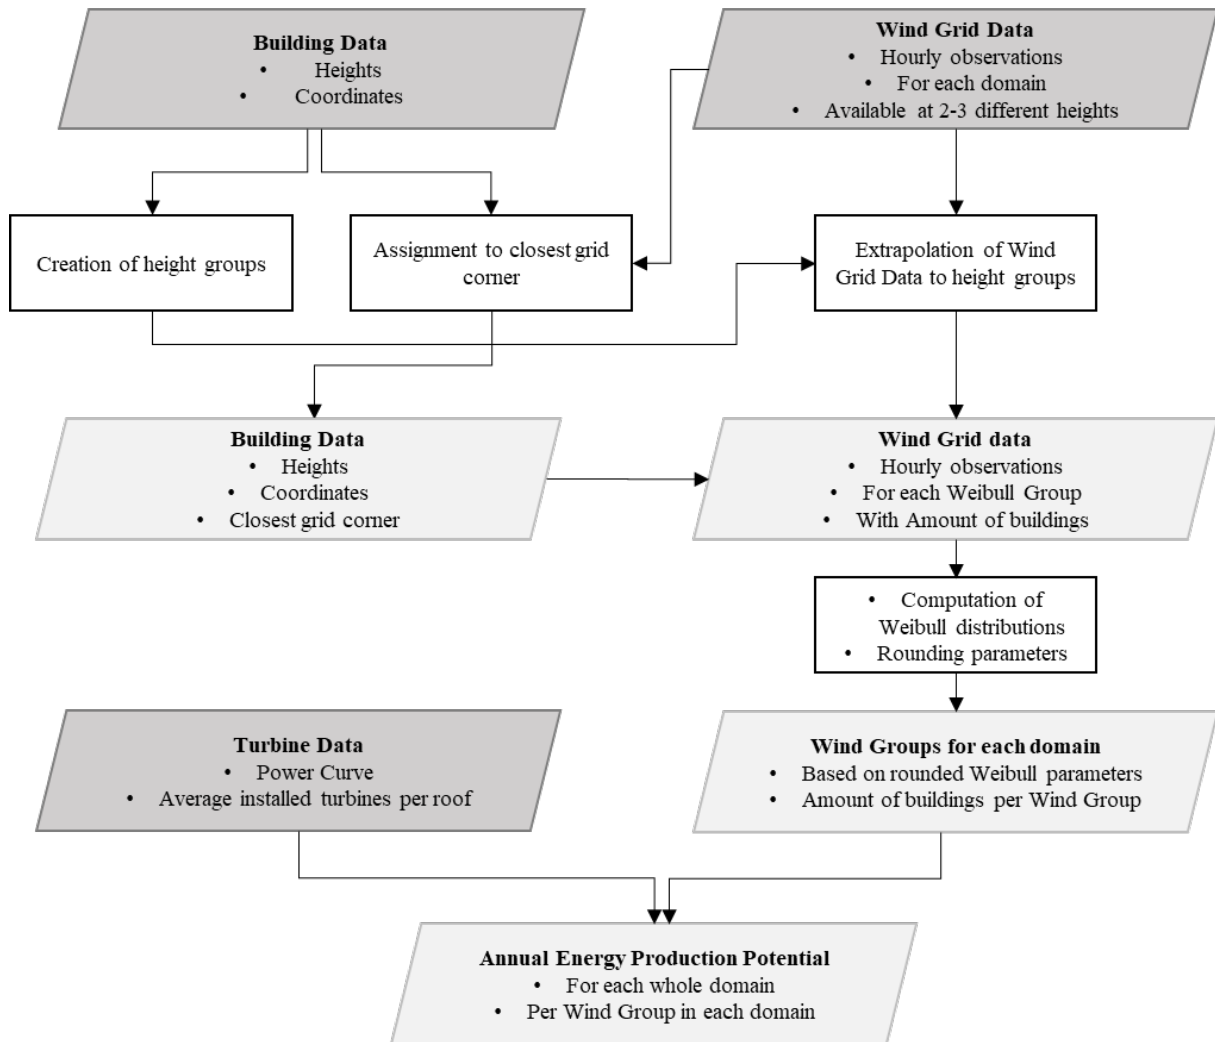 Building Data
• Heights
• Coordinates
Wind Grid Data
• Hourly observations
• For each domain
• Available at 2-3 different heights
Creation of height groups
Assignment to closest grid
corner
Extrapolation of Wind
Grid Data to height groups
Building Data
• Heights
• Coordinates
• Closest grid corner
Wind Grid data
• Hourly observations
• For each Weibull Group
• With Amount of buildings
• Computation of
Weibull distributions
• Rounding parameters
Turbine Data
• Power Curve
• Average installed turbines per roof
Wind Groups for each domain
• Based on rounded Weibull parameters
• Amount of buildings per Wind Group
Annual Energy Production Potential
• For each whole domain
• Per Wind Group in each domain